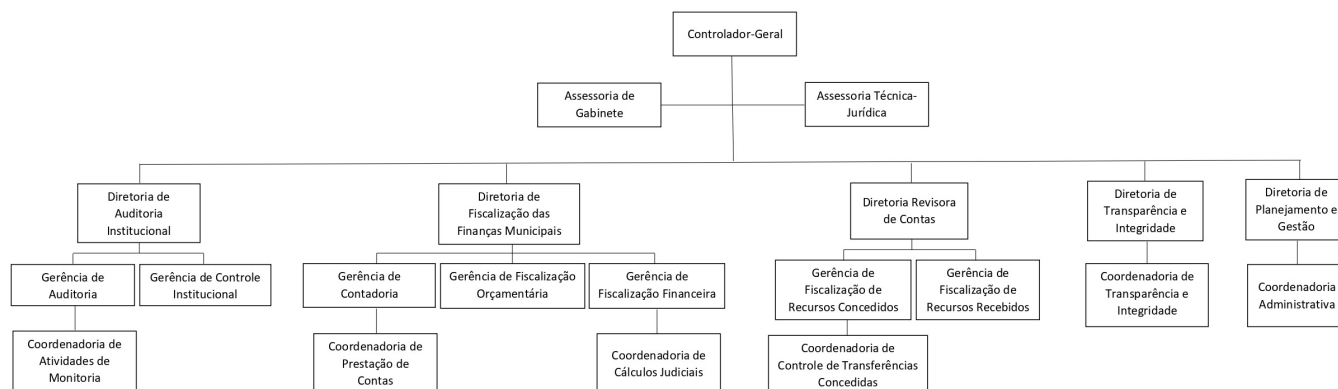 Controlador-Geral
Assessoria de
Gabinete
Assessoria Técnica-
Jurídica
Diretoria de
Auditoria
Institucional
Diretoria de
Fiscalização das
Finanças Municipais
Diretoria Revisora
de Contas
Diretoria de
Transparência e
Integridade
Diretoria de
Planejamento e
Gestão
Gerência de
Auditoria
Gerência de Controle
Institucional
Gerência de
Contadoria
Gerência de Fiscalização
Orçamentária
Gerência de
Fiscalização Financeira
Gerência de
Fiscalização de
Recursos Concedidos
Gerência de
Fiscalização de
Recursos Recebidos
Coordenadoria de
Transparência e
Integridade
Coordenadoria
Administrativa
Coordenadoria de
Atividades de
Monitoria
Coordenadoria de
Prestação de
Contas
Coordenadoria de
Cálculos Judiciais
Coordenadoria de
Controle de Transferências
Concedidas